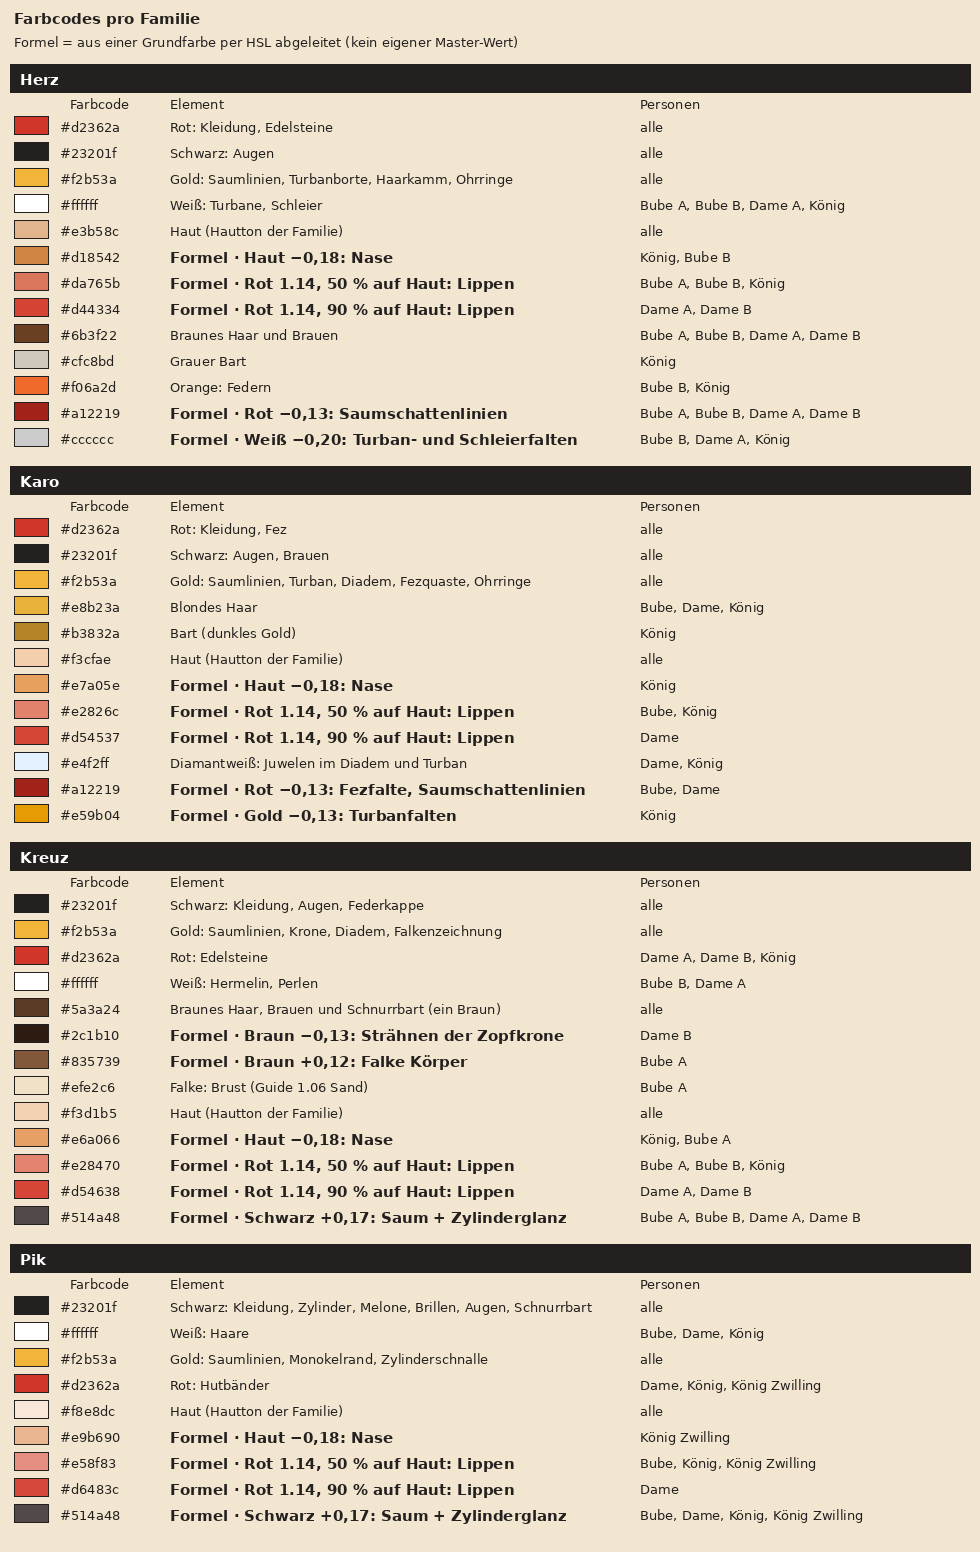 Farbcodes pro Familie
Formel = aus einer Grundfarbe per HSL abgeleitet (kein eigener Master-Wert)
Herz
Farbcode Element Personen
#d2362a Rot: Kleidung, Edelsteine alle
#23201f Schwarz: Augen alle
#f2b53a Gold: Saumlinien, Turbanborte, Haarkamm, Ohrringe alle
#ffffff Weiß: Turbane, Schleier Bube A, Bube B, Dame A, König
#e3b58c Haut (Hautton der Familie) alle
#d18542 Formel · Haut −0,18: Nase König, Bube B
#da765b Formel · Rot 1.14, 50 % auf Haut: Lippen Bube A, Bube B, König
#d44334 Formel · Rot 1.14, 90 % auf Haut: Lippen Dame A, Dame B
#6b3f22 Braunes Haar und Brauen Bube A, Bube B, Dame A, Dame B
#cfc8bd Grauer Bart König
#f06a2d Orange: Federn Bube B, König
#a12219 Formel · Rot −0,13: Saumschattenlinien Bube A, Bube B, Dame A, Dame B
#cccccc Formel · Weiß −0,20: Turban- und Schleierfalten Bube B, Dame A, König
Karo
Farbcode Element Personen
#d2362a Rot: Kleidung, Fez alle
#23201f Schwarz: Augen, Brauen alle
#f2b53a Gold: Saumlinien, Turban, Diadem, Fezquaste, Ohrringe alle
#e8b23a Blondes Haar Bube, Dame, König
#b3832a Bart (dunkles Gold) König
#f3cfae Haut (Hautton der Familie) alle
#e7a05e Formel · Haut −0,18: Nase König
#e2826c Formel · Rot 1.14, 50 % auf Haut: Lippen Bube, König
#d54537 Formel · Rot 1.14, 90 % auf Haut: Lippen Dame
#e4f2ff Diamantweiß: Juwelen im Diadem und Turban Dame, König
#a12219 Formel · Rot −0,13: Fezfalte, Saumschattenlinien Bube, Dame
#e59b04 Formel · Gold −0,13: Turbanfalten König
Kreuz
Farbcode Element Personen
#23201f Schwarz: Kleidung, Augen, Federkappe alle
#f2b53a Gold: Saumlinien, Krone, Diadem, Falkenzeichnung alle
#d2362a Rot: Edelsteine Dame A, Dame B, König
#ffffff Weiß: Hermelin, Perlen Bube B, Dame A
#5a3a24 Braunes Haar, Brauen und Schnurrbart (ein Braun) alle
#2c1b10 Formel · Braun −0,13: Strähnen der Zopfkrone Dame B
#835739 Formel · Braun +0,12: Falke Körper Bube A
#efe2c6 Falke: Brust (Guide 1.06 Sand) Bube A
#f3d1b5 Haut (Hautton der Familie) alle
#e6a066 Formel · Haut −0,18: Nase König, Bube A
#e28470 Formel · Rot 1.14, 50 % auf Haut: Lippen Bube A, Bube B, König
#d54638 Formel · Rot 1.14, 90 % auf Haut: Lippen Dame A, Dame B
#514a48 Formel · Schwarz +0,17: Saum + Zylinderglanz Bube A, Bube B, Dame A, Dame B
Pik
Farbcode Element Personen
#23201f Schwarz: Kleidung, Zylinder, Melone, Brillen, Augen, Schnurrbart alle
#ffffff Weiß: Haare Bube, Dame, König
#f2b53a Gold: Saumlinien, Monokelrand, Zylinderschnalle alle
#d2362a Rot: Hutbänder Dame, König, König Zwilling
#f8e8dc Haut (Hautton der Familie) alle
#e9b690 Formel · Haut −0,18: Nase König Zwilling
#e58f83 Formel · Rot 1.14, 50 % auf Haut: Lippen Bube, König, König Zwilling
#d6483c Formel · Rot 1.14, 90 % auf Haut: Lippen Dame
#514a48 Formel · Schwarz +0,17: Saum + Zylinderglanz Bube, Dame, König, König Zwilling